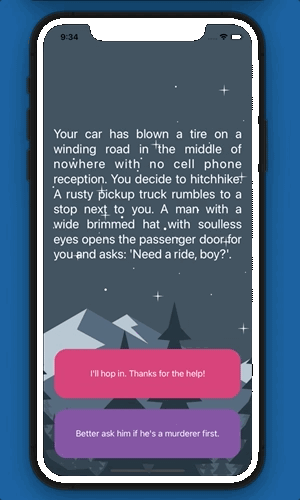 9:34
Your car has blown a tire on a
winding road in the middle of
nowhere with no cell phone
reception. You decide to hitchhike.
A rusty pickup truck rumbles to a
stop next to you. A man with a
wide brimmed hat with soulless
eyes opens the passenger door for
you and asks: 'Need a ride, boy?'.
I'll hop in. Thanks for the help!
Better ask him if he's a murderer first.